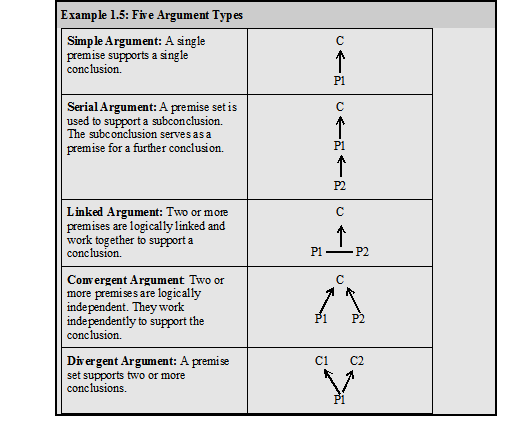 Example 1.5: Five Argument Types
Simple Argument: A single
premise supports a single
conclusion.
C
P1
Serial Argument: A premise set is
used to support a subconclusion.
The subconclusion serves as a
premise for a further conclusion.
C
P1
P2
Linked Argument: Two or more
premises are logically linked and
work together to support a
conclusion.
C
P1 P2
Convergent Argument Two or
more premises are logically
independent. They work
independently to support the
conclusion.
C
P1 P2
Divergent Argument: A premise
set supports two or more
conclusions.
C1 C2
P1